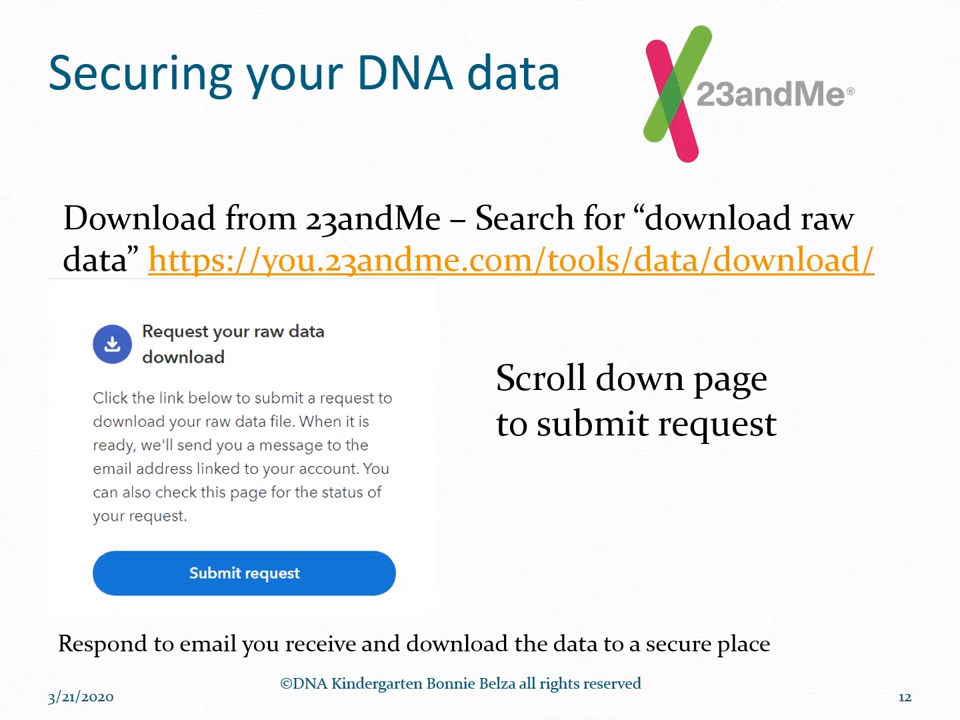 Securing your DNA data
23andMe®
Download from 23andMe – Search for “download raw
data” https://you.23andme.com/tools/data/download/
Request your raw data
download
Click the link below to submit a request to
download your raw data file. When it is
ready, we'll send you a message to the
email address linked to your account. You
can also check this page for the status of
your request.
Submit request
Scroll down page
to submit request
Respond to email you receive and download the data to a secure place
©DNA Kindergarten Bonnie Belza all rights reserved
3/21/2020
12